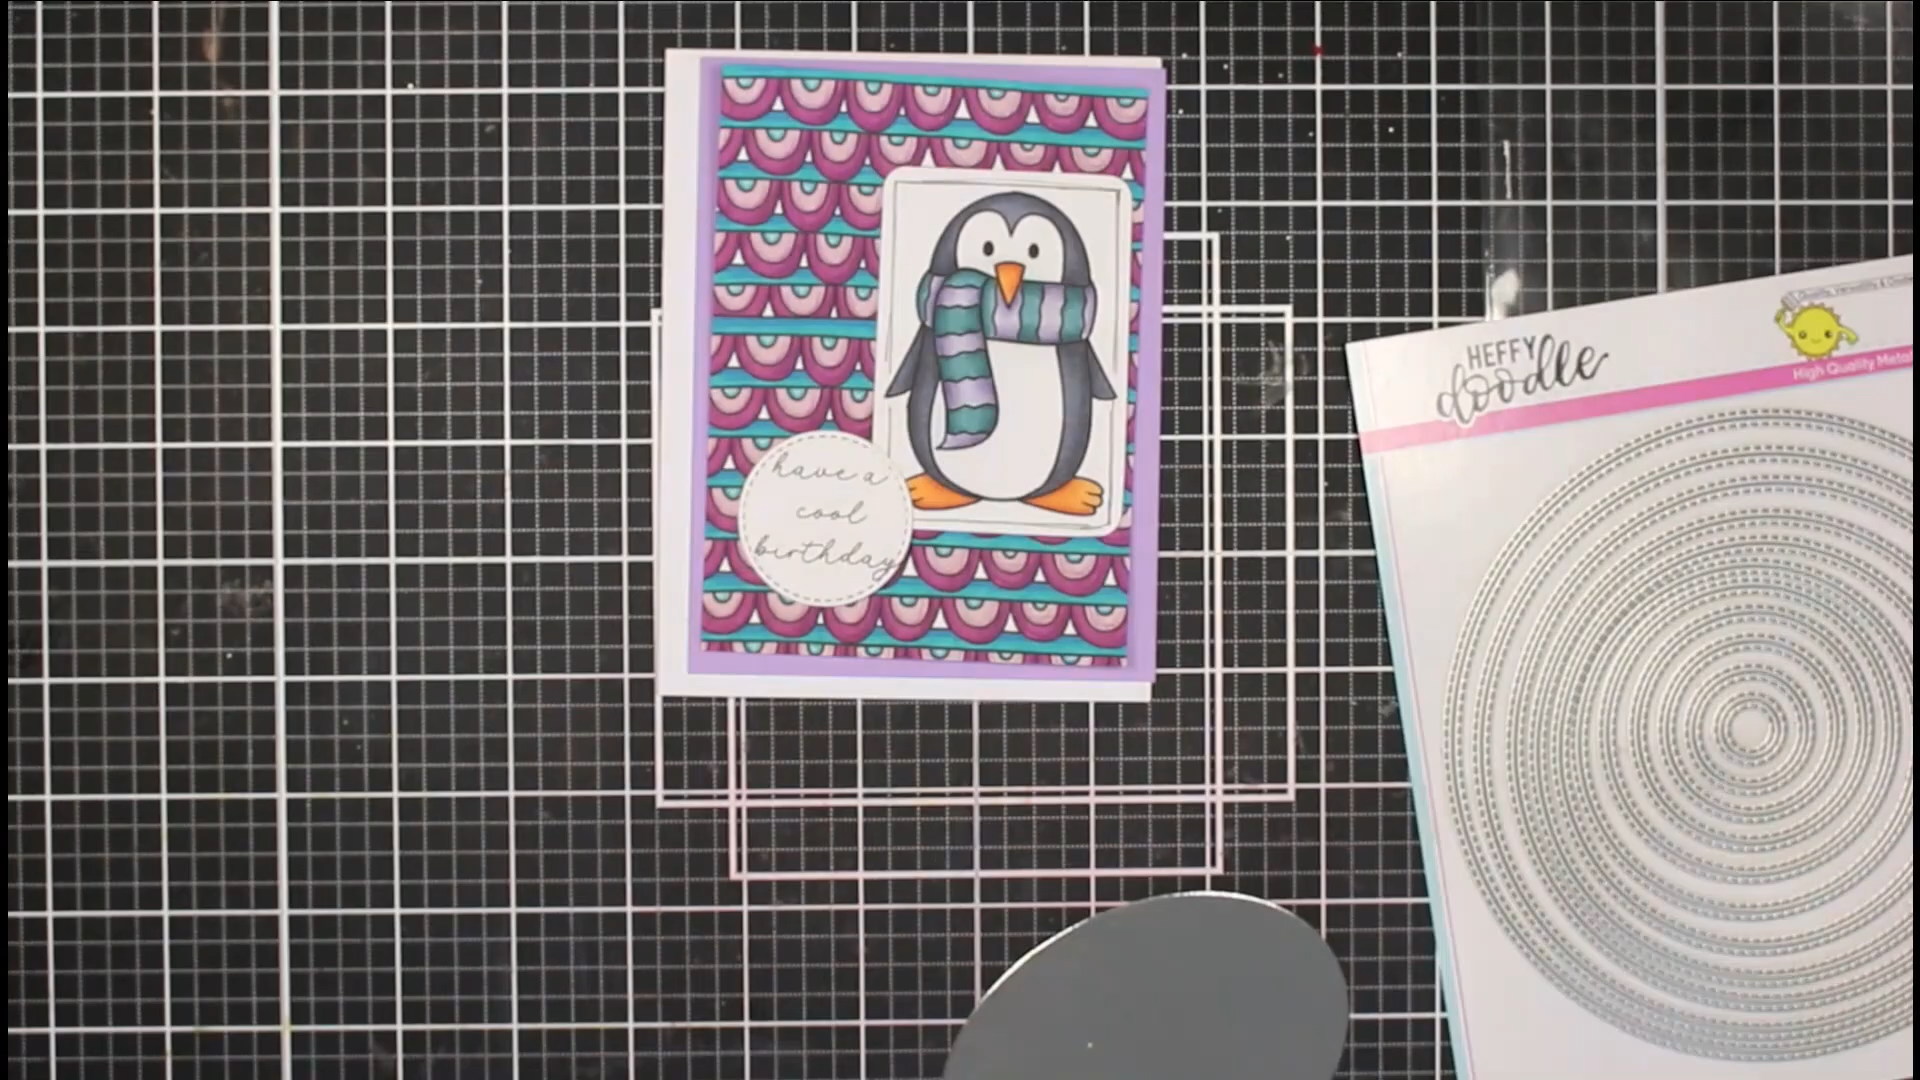 have a
cool
birthday
HEFFY
doodle
High Quality Metal